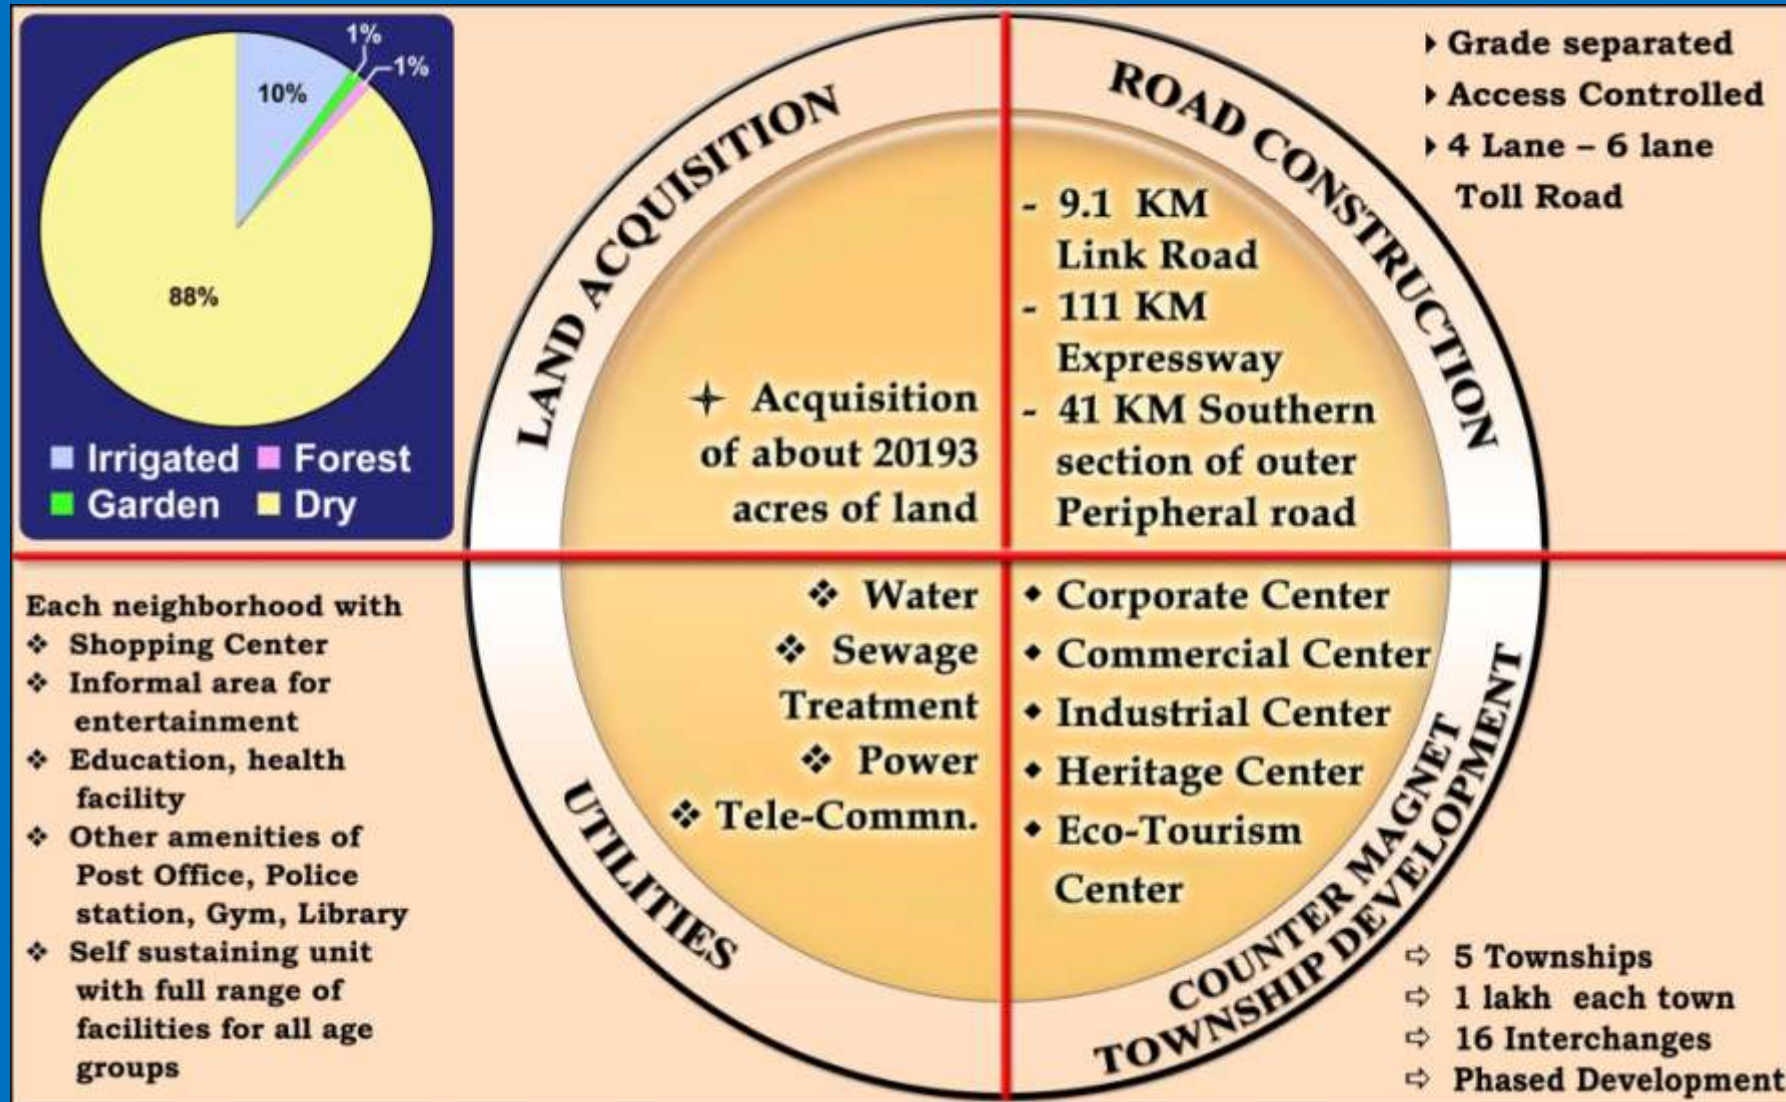 1%
1%
10%
88%
Irrigated Forest
Garden Dry
LAND ACQUISITION
✢ Acquisition
of about 20193
acres of land
ROAD CONSTRUCTION
- 9.1 KM
Link Road
- 111 KM
Expressway
- 41 KM Southern
section of outer
Peripheral road
Grade separated
Access Controlled
4 Lane – 6 lane
Toll Road
Each neighborhood with
❖ Shopping Center
❖ Informal area for
entertainment
❖ Education, health
facility
❖ Other amenities of
Post Office, Police
station, Gym, Library
❖ Self sustaining unit
with full range of
facilities for all age
groups
UTILITIES
❖ Water
❖ Sewage
Treatment
❖ Power
❖ Tele-Commn.
◆ Corporate Center
◆ Commercial Center
◆ Industrial Center
◆ Heritage Center
◆ Eco-Tourism
Center
COUNTER MAGNET
TOWNSHIP DEVELOPMENT
⇨ 5 Townships
⇨ 1 lakh each town
⇨ 16 Interchanges
⇨ Phased Development